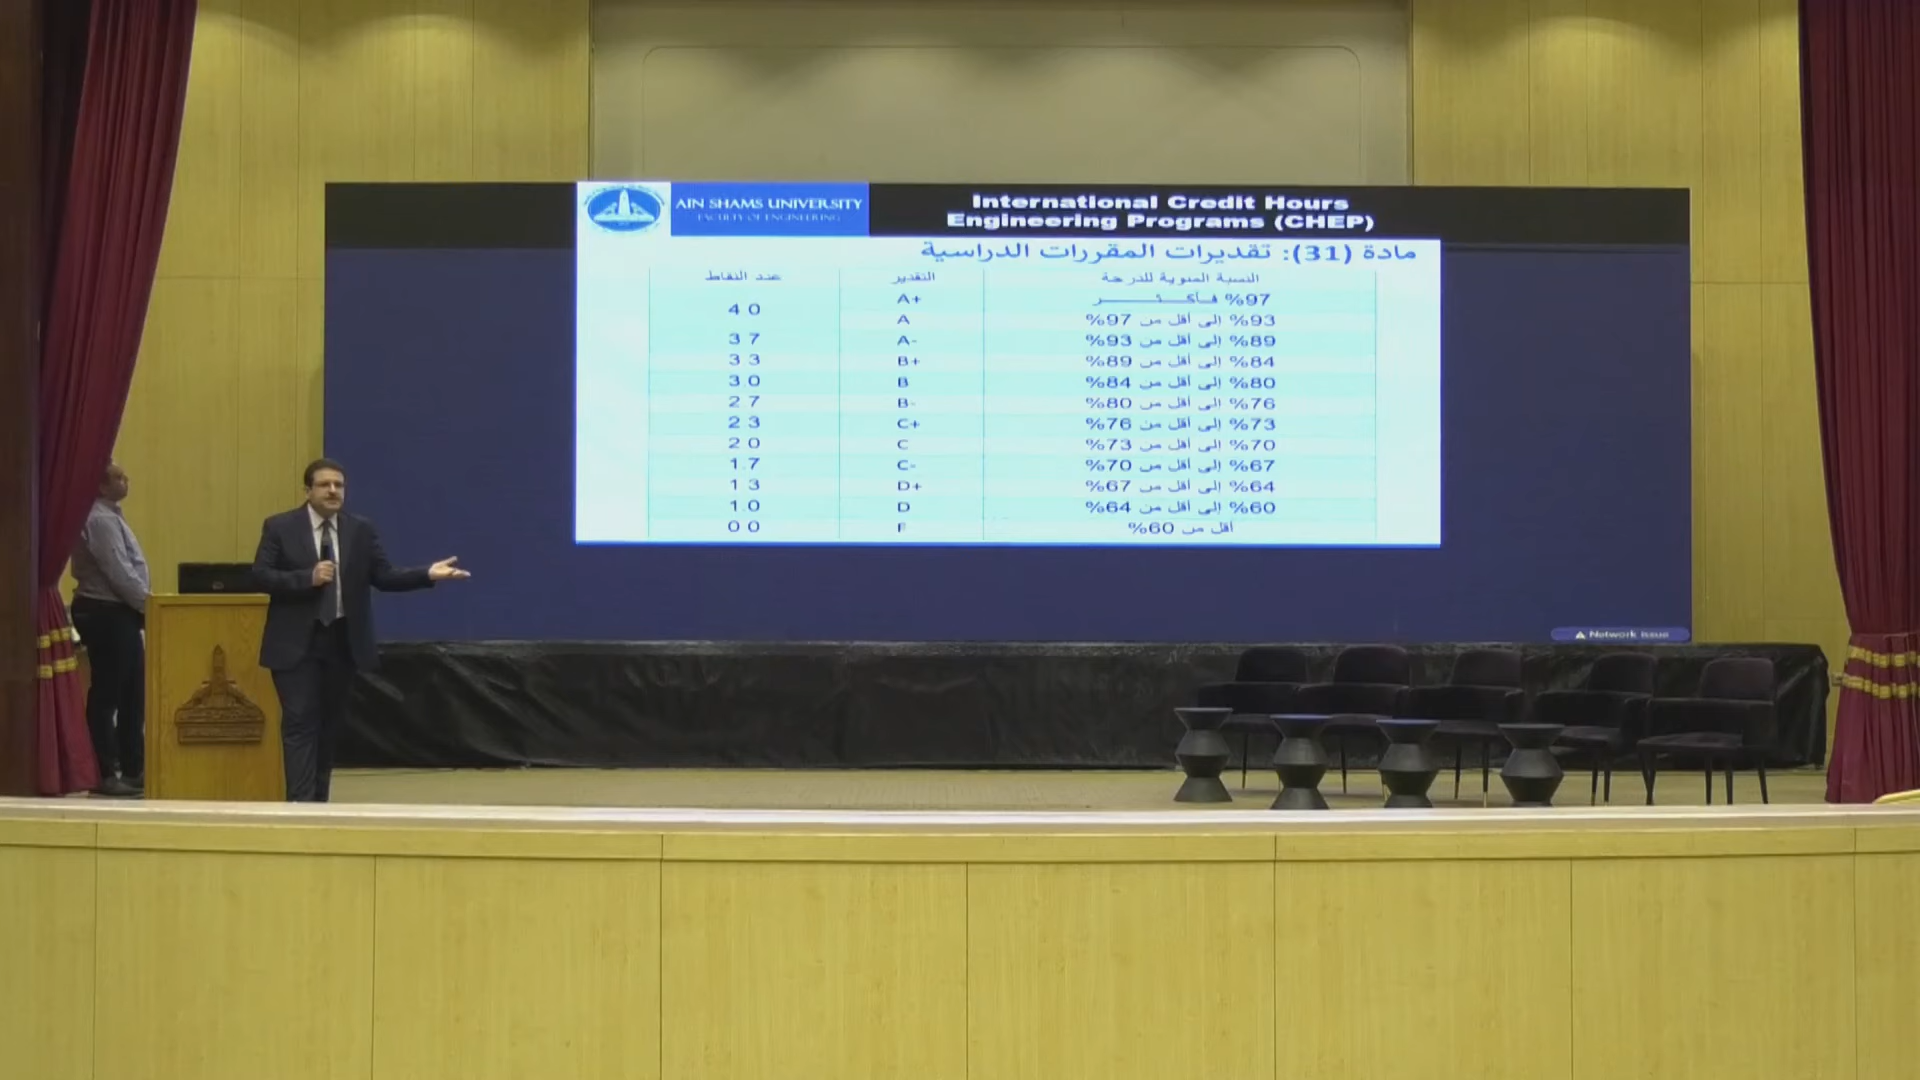 AIN SHAMS UNIVERSITY
FACULTY OF ENGINEERING
International Credit Hours
Engineering Programs (CHEP)
مادة (31): تقديرات المقررات الدراسية
النسبة المئوية للدرجة التقدير عدد النقاط
%97 فأكثر A+ 4 0
%93 إلى أقل من %97 A
%89 إلى أقل من %93 A- 3 7
%84 إلى أقل من %89 B+ 3 3
%80 إلى أقل من %84 B 3 0
%76 إلى أقل من %80 B- 2 7
%73 إلى أقل من %76 C+ 2 3
%70 إلى أقل من %73 C 2 0
%67 إلى أقل من %70 C- 1.7
%64 إلى أقل من %67 D+ 1 3
%60 إلى أقل من %64 D 1.0
أقل من %60 F 0 0
Network issue